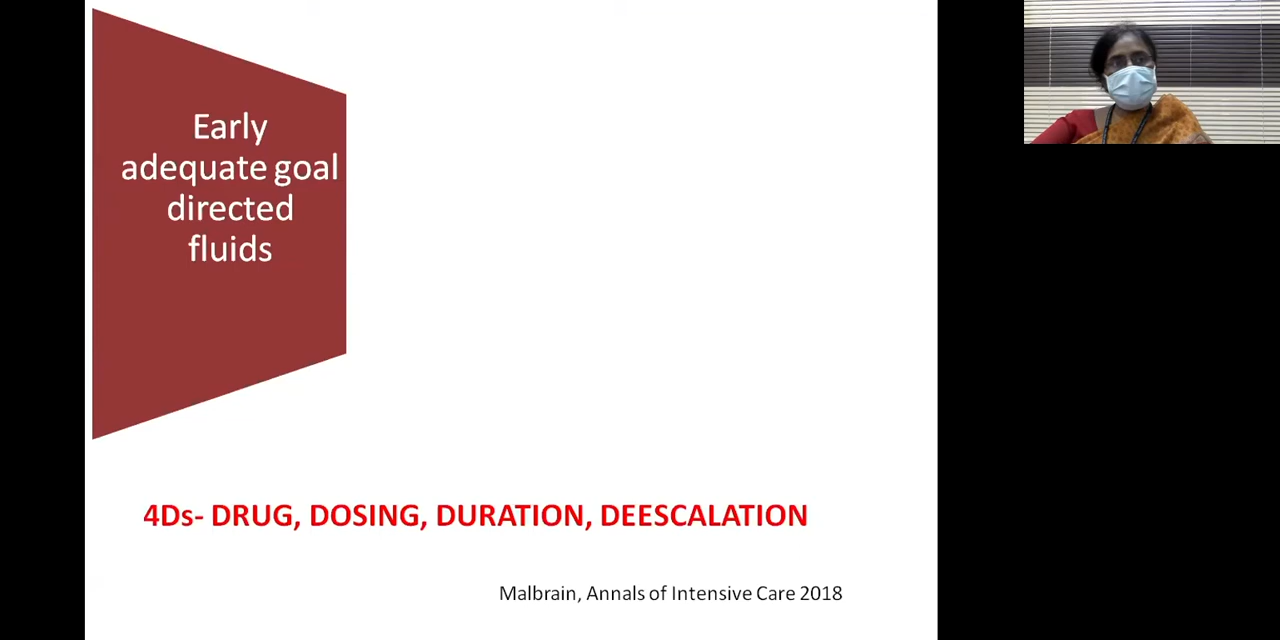 Early
adequate goal
directed
fluids
4Ds- DRUG, DOSING, DURATION, DEESCALATION
Malbrain, Annals of Intensive Care 2018